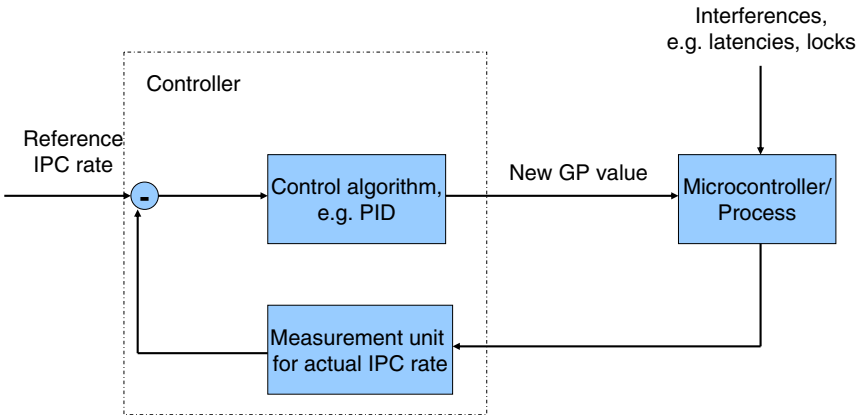 Interferences,
e.g. latencies, locks
Controller
Reference
IPC rate
-
Control algorithm,
e.g. PID
New GP value
Microcontroller/
Process
Measurement unit
for actual IPC rate